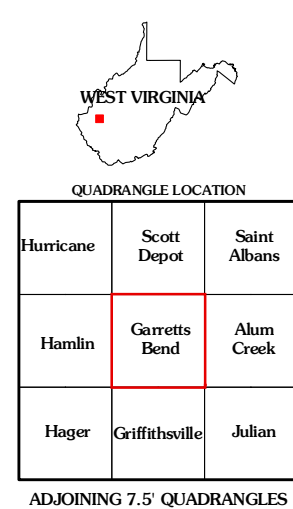 WEST VIRGINIA
QUADRANGLE LOCATION
Hurricane
Scott
Depot
Saint
Albans
Hamlin
Garretts
Bend
Alum
Creek
Hager
Griffithsville
Julian
ADJOINING 7.5' QUADRANGLES